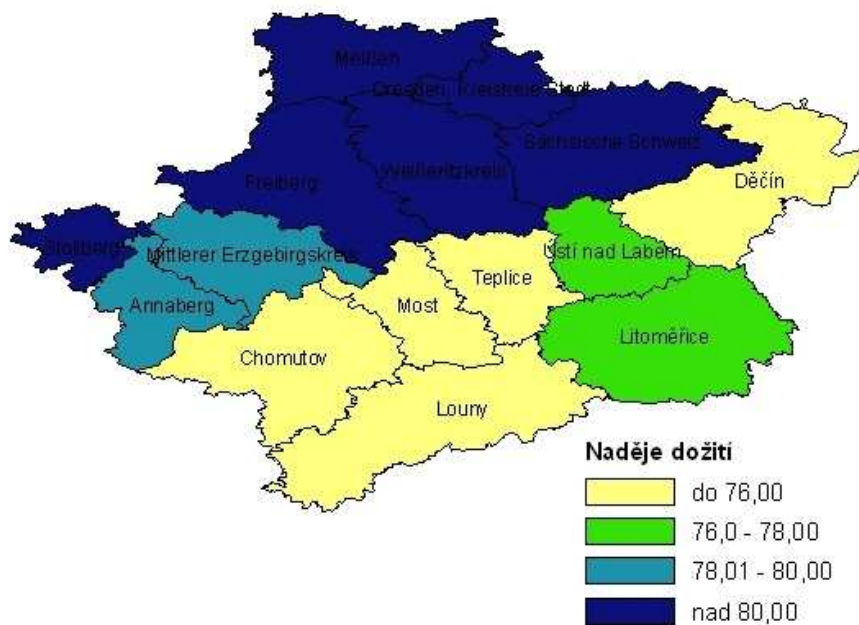 Meißen
Dresden, Kreisfreie Stadt
Sächsische Schweiz
Freiberg
Weißeritzkreis
Děčín
Stollberg
Mittlerer Erzgebirgskreis
Ústí nad Labem
Teplice
Annaberg
Most
Litoměřice
Chomutov
Louny
Naděje dožití
do 76,00
76,0 - 78,00
78,01 - 80,00
nad 80,00